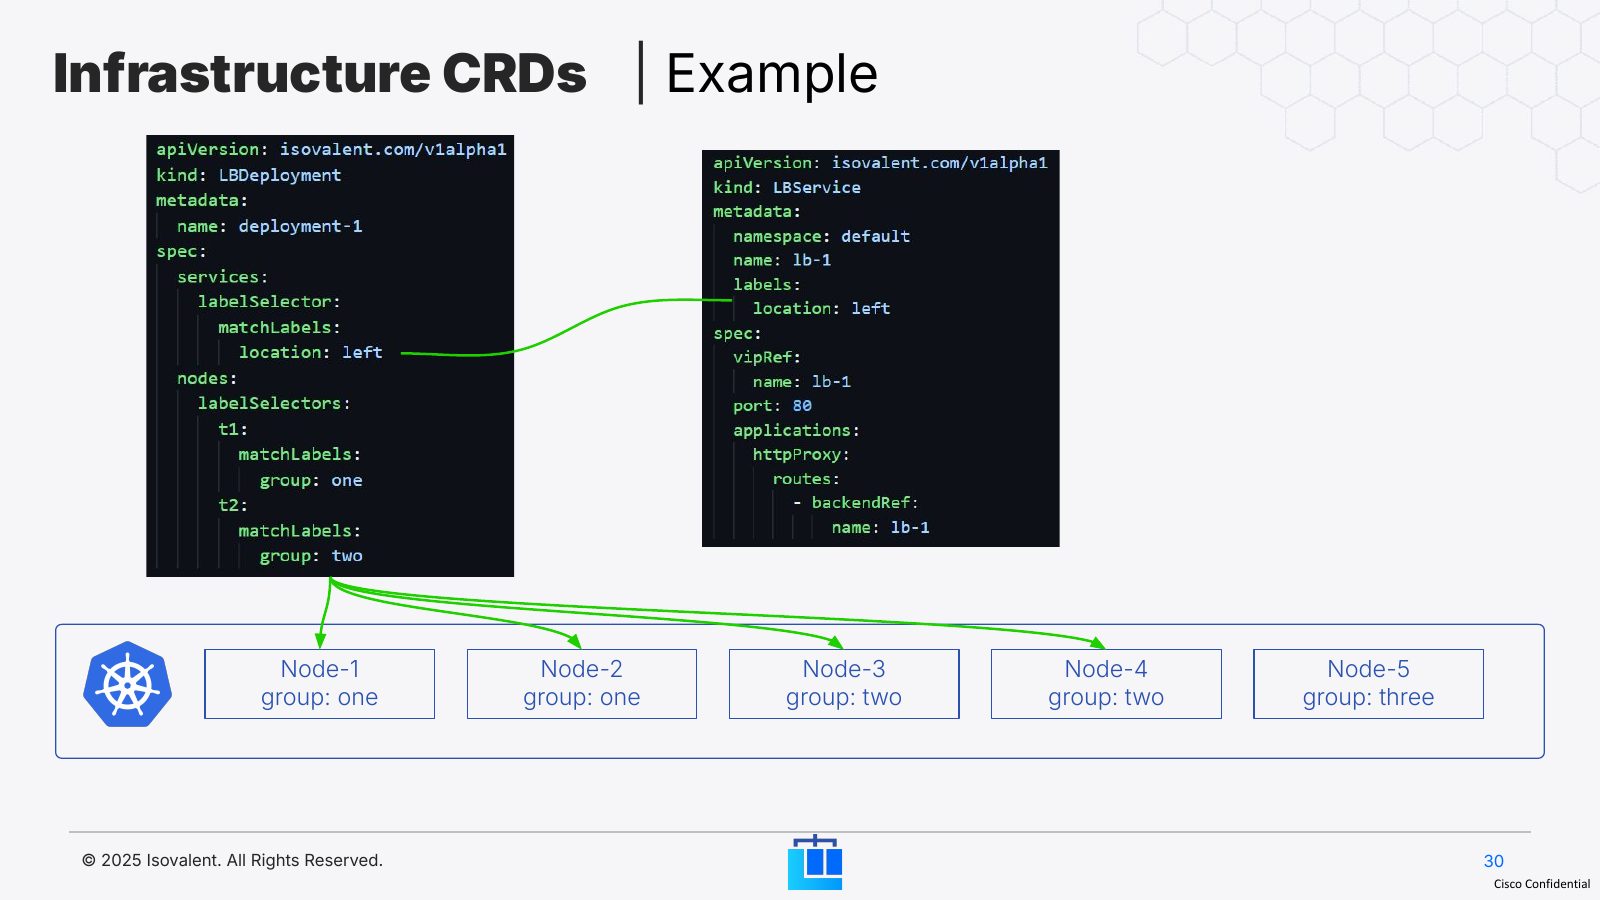 Infrastructure CRDs | Example
apiVersion: isovalent.com/v1alpha1
kind: LBDeployment
metadata:
  name: deployment-1
spec:
  services:
    labelSelector:
      matchLabels:
        location: left
  nodes:
    labelSelectors:
      t1:
        matchLabels:
          group: one
      t2:
        matchLabels:
          group: two
apiVersion: isovalent.com/v1alpha1
kind: LBService
metadata:
  namespace: default
  name: lb-1
  labels:
    location: left
spec:
  vipRef:
    name: lb-1
  port: 80
  applications:
    httpProxy:
      routes:
        - backendRef:
            name: lb-1
Node-1
group: one
Node-2
group: one
Node-3
group: two
Node-4
group: two
Node-5
group: three
© 2025 Isovalent. All Rights Reserved.
30
Cisco Confidential